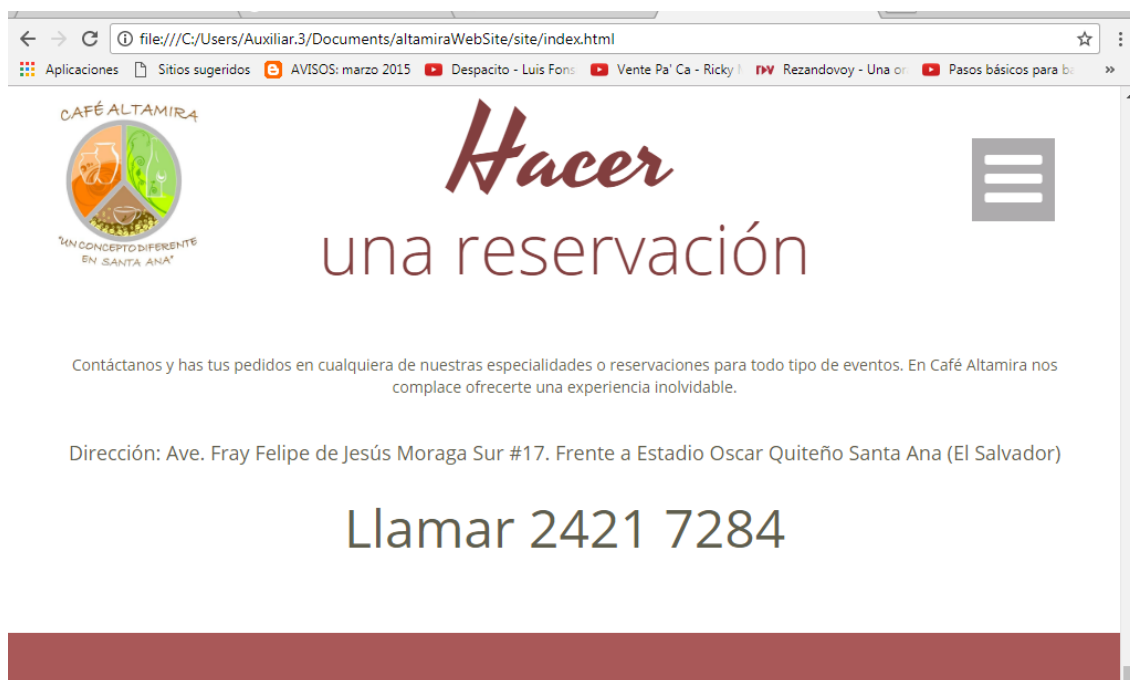 file:///C:/Users/Auxiliar.3/Documents/altamiraWebSite/site/index.html
Aplicaciones Sitios sugeridos AVISOS: marzo 2015 Despacito - Luis Fons Vente Pa' Ca - Ricky Rezandovoy - Una Pasos básicos para »
CAFÉ ALTAMIRA
"UN CONCEPTO DIFERENTE
EN SANTA ANA"
Hacer
una reservación
Contáctanos y has tus pedidos en cualquiera de nuestras especialidades o reservaciones para todo tipo de eventos. En Café Altamira nos
complace ofrecerte una experiencia inolvidable.
Dirección: Ave. Fray Felipe de Jesús Moraga Sur #17. Frente a Estadio Oscar Quiteño Santa Ana (El Salvador)
Llamar 2421 7284